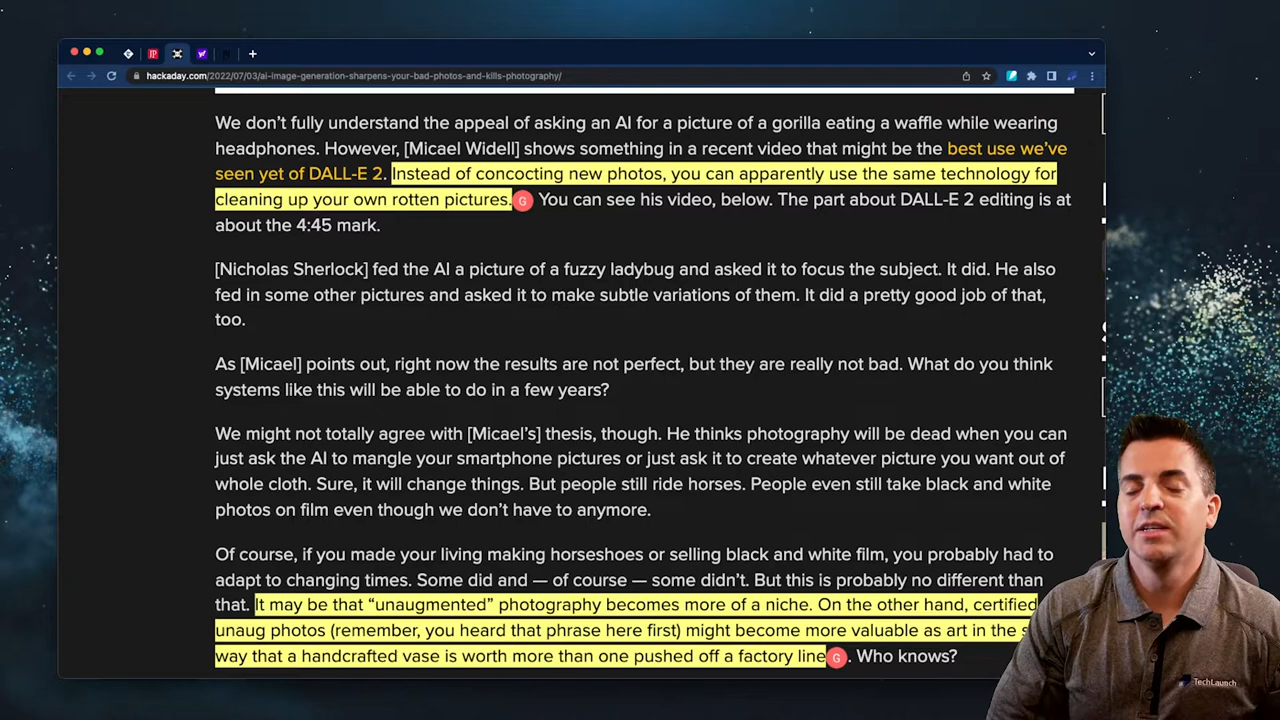 hackaday.com/2022/07/03/ai-image-generation-sharpens-your-bad-photos-and-kills-photography/
We don’t fully understand the appeal of asking an AI for a picture of a gorilla eating a waffle while wearing
headphones. However, [Micael Widell] shows something in a recent video that might be the best use we’ve
seen yet of DALL-E 2. Instead of concocting new photos, you can apparently use the same technology for
cleaning up your own rotten pictures. G You can see his video, below. The part about DALL-E 2 editing is at
about the 4:45 mark.
[Nicholas Sherlock] fed the AI a picture of a fuzzy ladybug and asked it to focus the subject. It did. He also
fed in some other pictures and asked it to make subtle variations of them. It did a pretty good job of that,
too.
As [Micael] points out, right now the results are not perfect, but they are really not bad. What do you think
systems like this will be able to do in a few years?
We might not totally agree with [Micael’s] thesis, though. He thinks photography will be dead when you can
just ask the AI to mangle your smartphone pictures or just ask it to create whatever picture you want out of
whole cloth. Sure, it will change things. But people still ride horses. People even still take black and white
photos on film even though we don’t have to anymore.
Of course, if you made your living making horseshoes or selling black and white film, you probably had to
adapt to changing times. Some did and — of course — some didn’t. But this is probably no different than
that. It may be that “unaugmented” photography becomes more of a niche. On the other hand, certified
unaug photos (remember, you heard that phrase here first) might become more valuable as art in the
way that a handcrafted vase is worth more than one pushed off a factory line G. Who knows?
TechLaunch